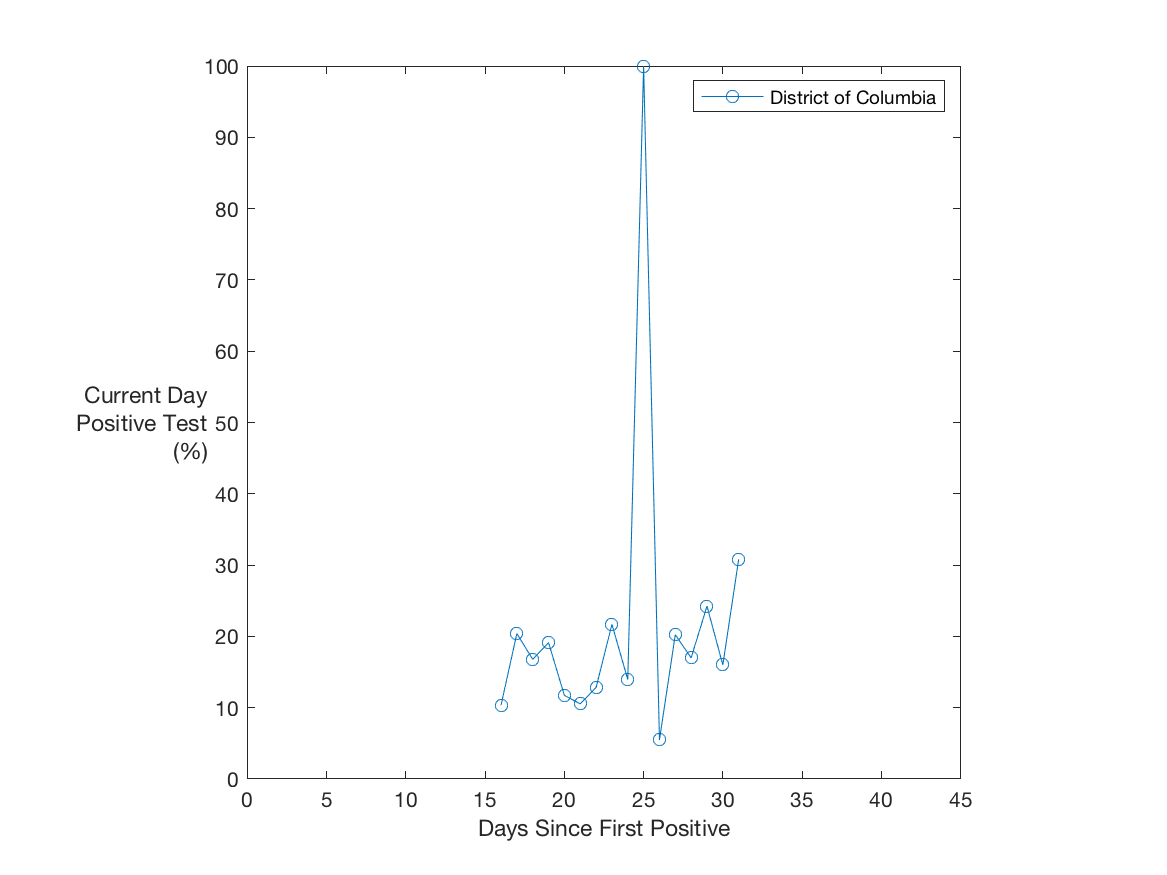 District of Columbia
100
90
80
70
60
50
40
30
20
10
0
Current Day
Positive Test
(%)
0 5 10 15 20 25 30 35 40 45
Days Since First Positive